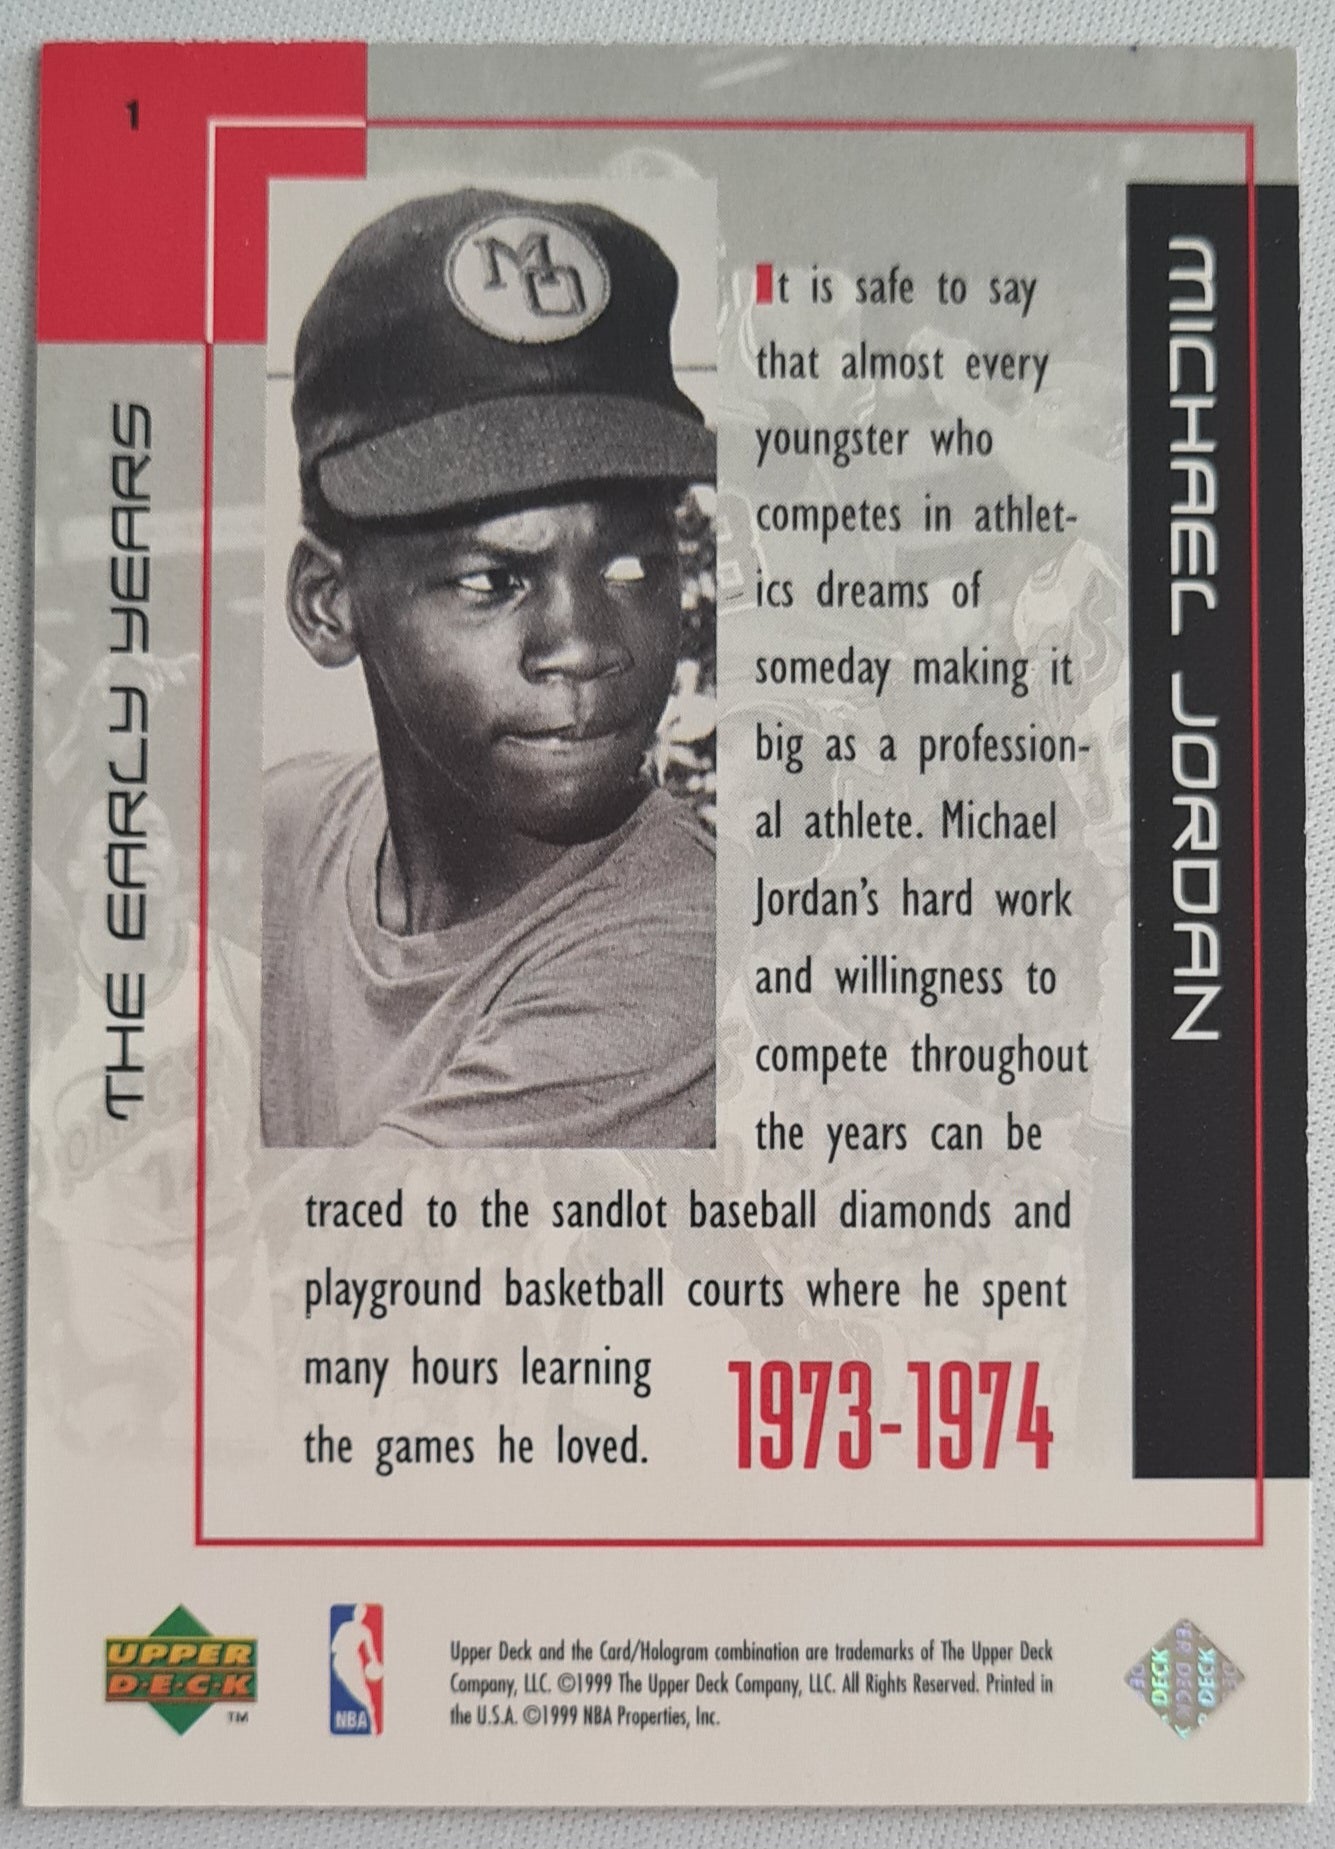 1
MO
THE EARLY YEARS
MICHAEL JORDAN
It is safe to say
that almost every
youngster who
competes in athlet-
ics dreams of
someday making it
big as a profession-
al athlete. Michael
Jordan's hard work
and willingness to
compete throughout
the years can be
traced to the sandlot baseball diamonds and
playground basketball courts where he spent
many hours learning
the games he loved.
1973-1974
UPPER
D·E·C·K
TM
NBA
Upper Deck and the Card/Hologram combination are trademarks of The Upper Deck
Company, LLC. ©1999 The Upper Deck Company, LLC. All Rights Reserved. Printed in
the U.S.A. ©1999 NBA Properties, Inc.
DECK
DECK
DECK